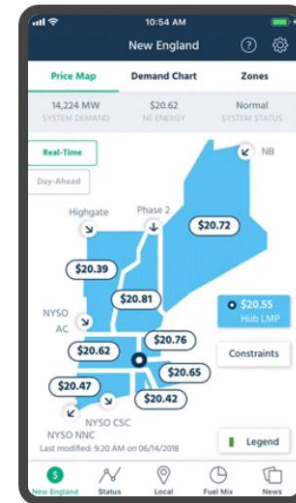 10:54 AM
New England
?
Price Map Demand Chart Zones
14,224 MW $20.62 Normal
SYSTEM DEMAND NE ENERGY SYSTEM STATUS
Real-Time
NB
Day-Ahead
Highgate Phase 2
$20.72
$20.39
$20.81
$20.55
Hub LMP
NYSO
AC
$20.76
$20.62
Constraints
$20.65
$20.47
$20.42
NYSO CSC
NYSO NNC
Legend
Last modified: 9:20 AM on 06/14/2018
$
New England Status Local Fuel Mix News